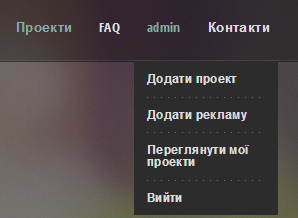 Проекти FAQ admin Контакти
Додати проект
Додати рекламу
Переглянути мої
проекти
Вийти